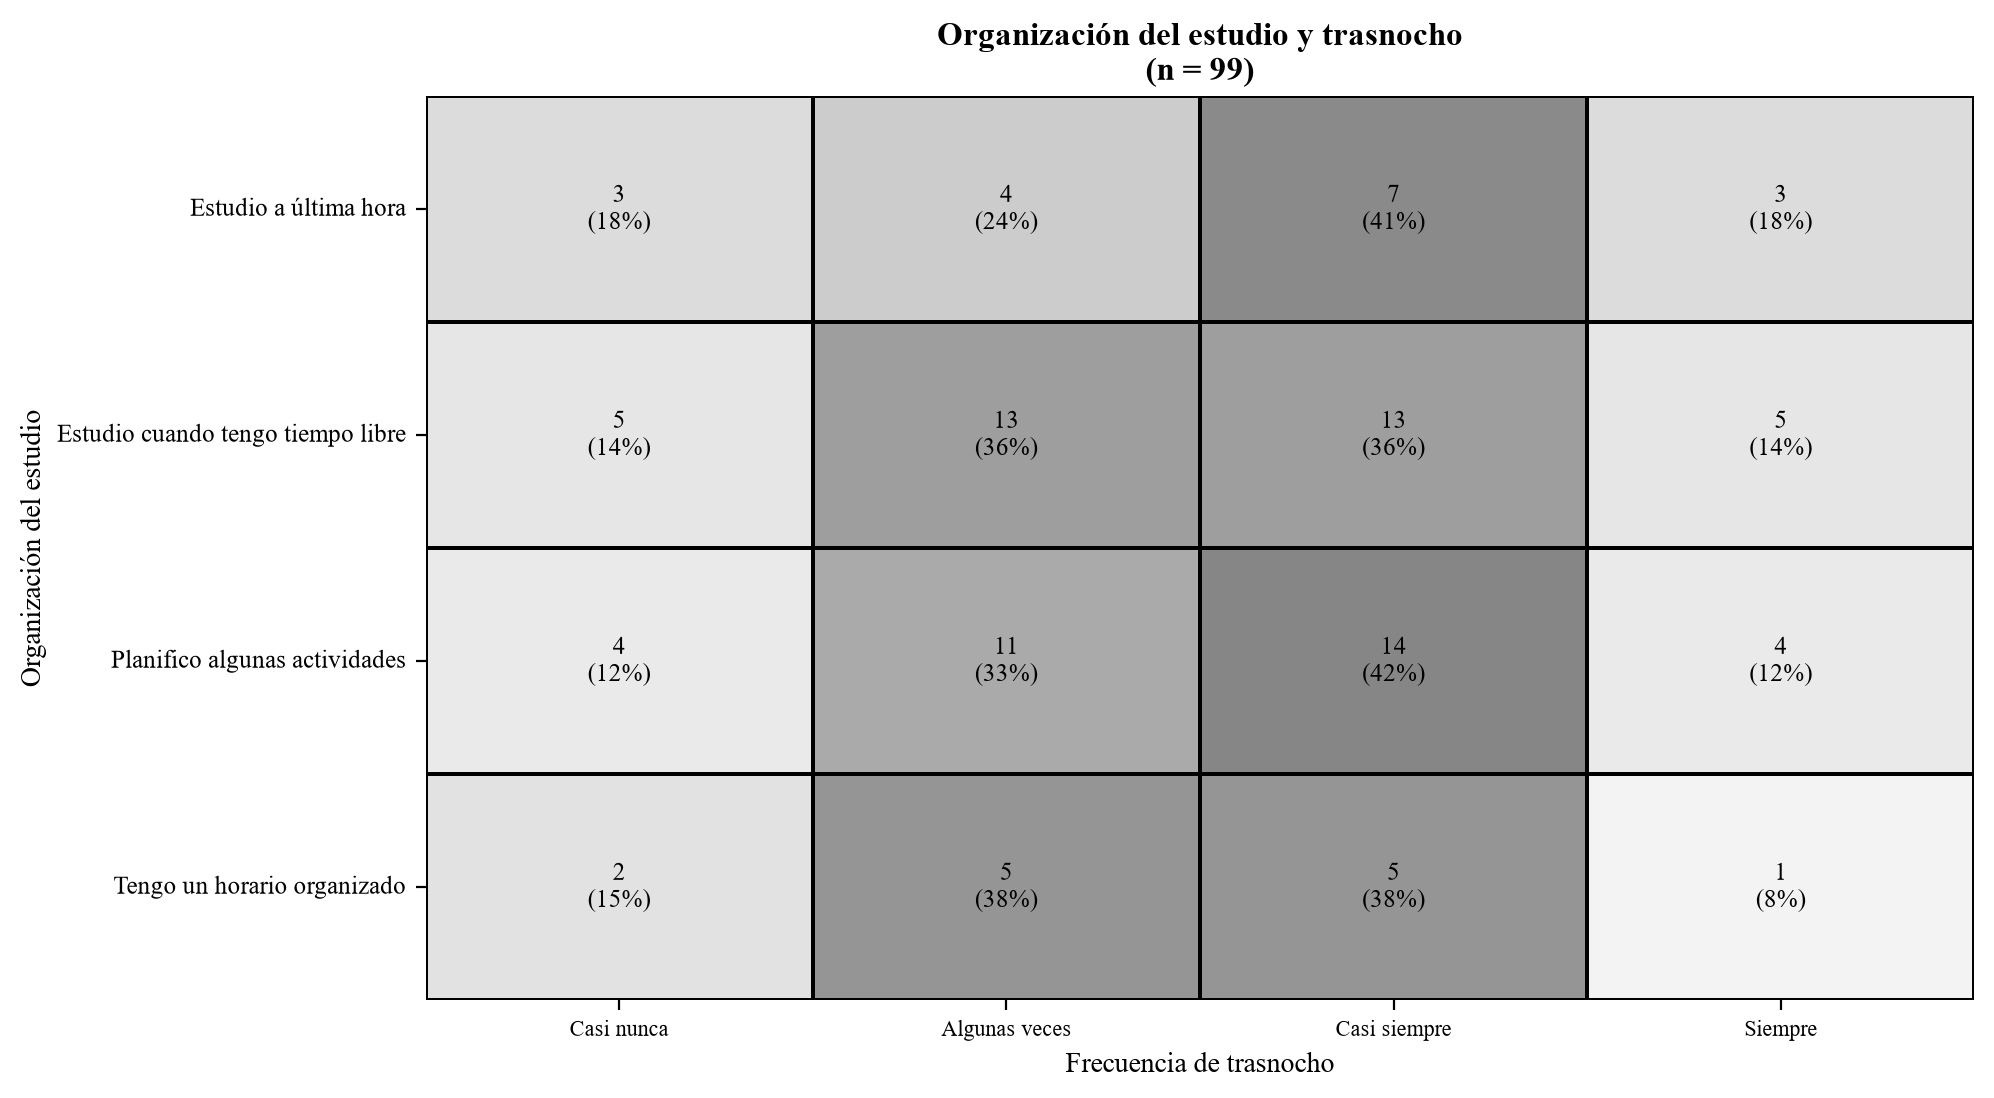 Organización del estudio y trasnocho
(n = 99)
Organización del estudio
Estudio a última hora
3
(18%)
4
(24%)
7
(41%)
3
(18%)
Estudio cuando tengo tiempo libre
5
(14%)
13
(36%)
13
(36%)
5
(14%)
Planifico algunas actividades
4
(12%)
11
(33%)
14
(42%)
4
(12%)
Tengo un horario organizado
2
(15%)
5
(38%)
5
(38%)
1
(8%)
Casi nunca
Algunas veces
Casi siempre
Siempre
Frecuencia de trasnocho